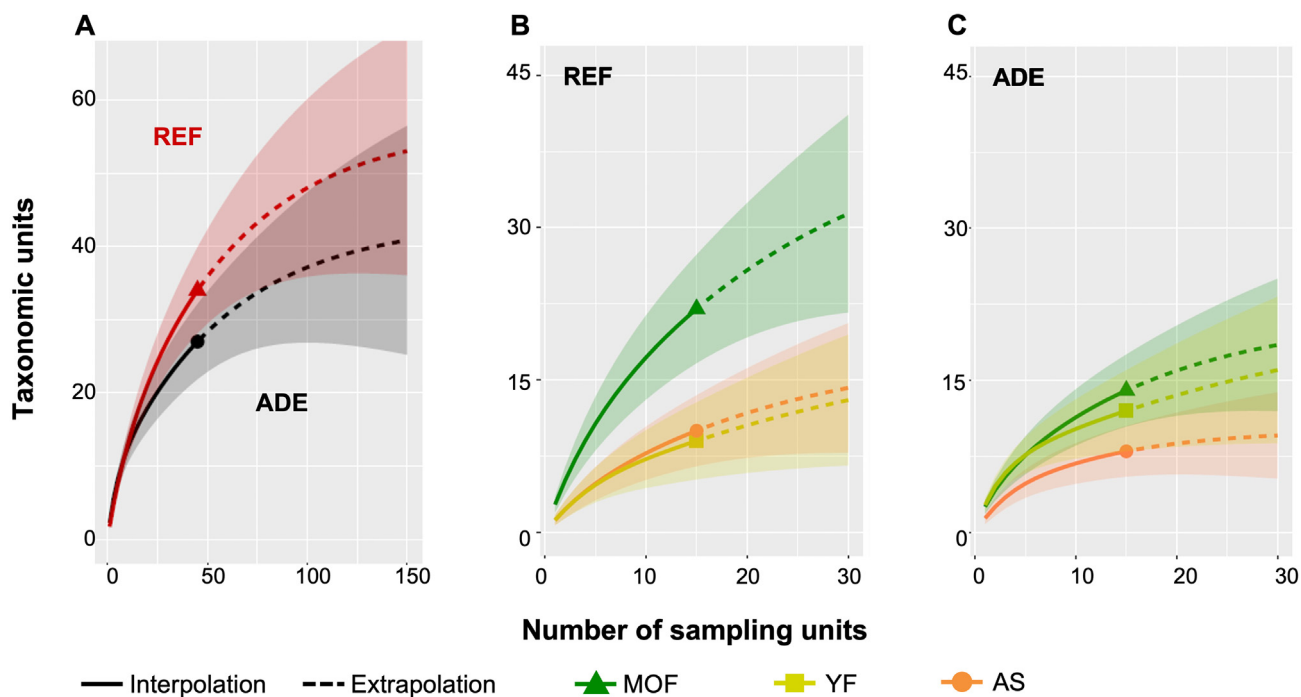 A
B
C
REF
ADE
60
40
20
0
0
50
100
150
REF
45
30
15
0
0
10
20
30
ADE
45
30
15
0
0
10
20
30
Taxonomic units
Number of sampling units
Interpolation
Extrapolation
MOF
YF
AS